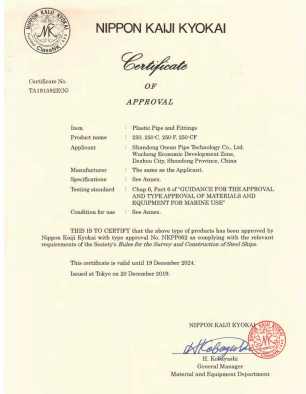 NIPPON KAIJI KYOKAI
ClassNK
NIPPON KAIJI KYOKAI
Certificate
Certificate No.
TA191592E(N)
OF
APPROVAL
Item : Plastic Pipe and Fittings
Product name : 250, 250-C, 250-F, 250-CF
Applicant : Shandong Ocean Pipe Technology Co., Ltd.
Wucheng Economic Development Zone,
Dezhou City, Shandong Province, China
Manufacturer : The same as the Applicant.
Specifications : See Annex.
Testing standard : Chap.6, Part 6 of "GUIDANCE FOR THE APPROVAL
AND TYPE APPROVAL OF MATERIALS AND
EQUIPMENT FOR MARINE USE"
Condition for use : See Annex.
THIS IS TO CERTIFY that the above type of products has been approved by
Nippon Kaiji Kyokai with type approval No. NKPP062 as complying with the relevant
requirements of the Society's Rules for the Survey and Construction of Steel Ships.
This certificate is valid until 19 December 2024.
Issued at Tokyo on 20 December 2019.
NIPPON KAIJI KYOKAI
H. Kobayashi
General Manager
Material and Equipment Department